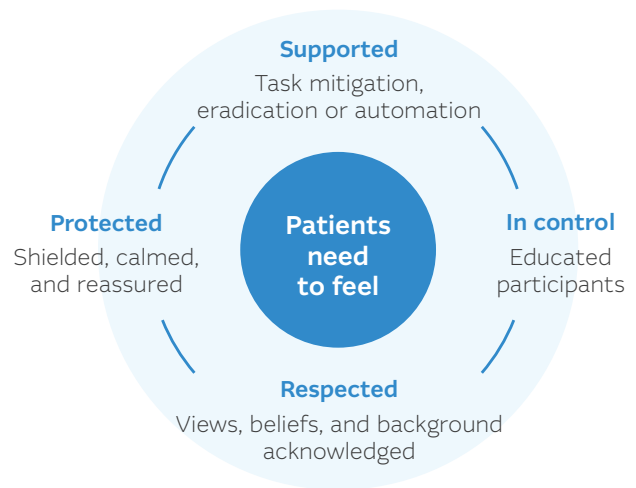 Supported
Task mitigation,
eradication or automation
Protected
Shielded, calmed,
and reassured
Patients
need
to feel
In control
Educated
participants
Respected
Views, beliefs, and background
acknowledged